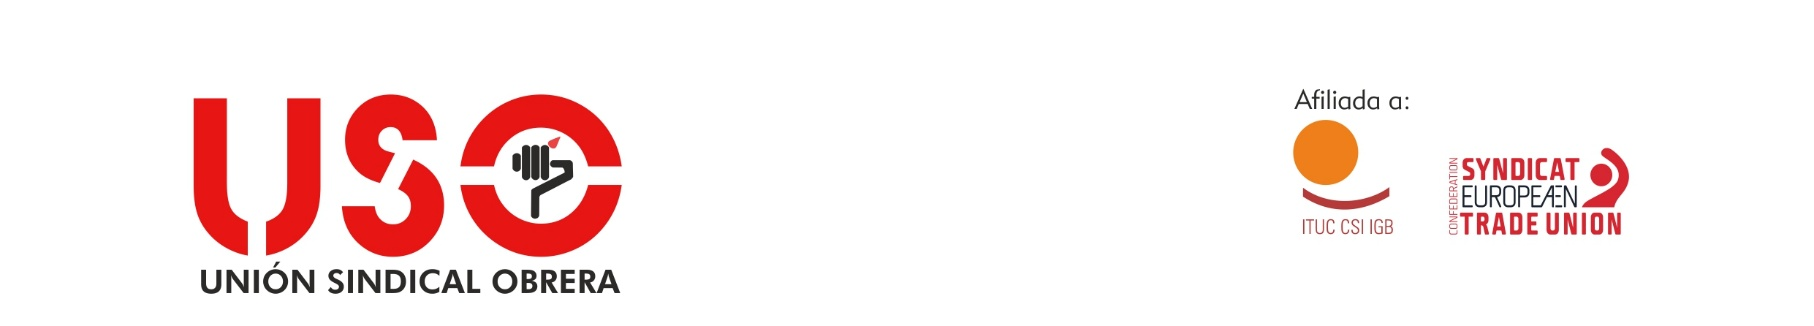 USO
UNIÓN SINDICAL OBRERA
Afiliada a:
ITUC CSI IGB
CONFEDERATION
SYNDICAT
EUROPEÆN
TRADE UNION